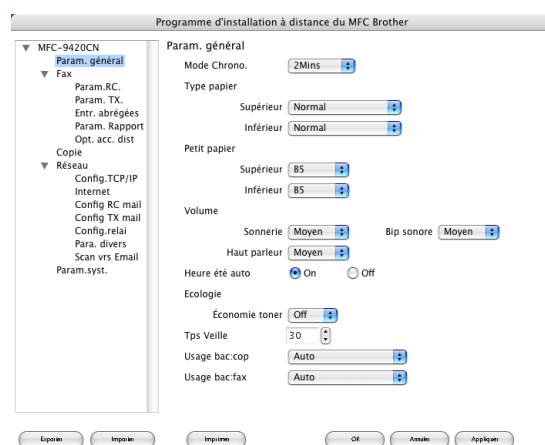 Programme d'installation à distance du MFC Brother
MFC-9420CN
Param. général
Fax
Param.RC.
Param. TX.
Entr. abrégées
Param. Rapport
Opt. acc. dist
Copie
Réseau
Config.TCP/IP
Internet
Config RC mail
Config TX mail
Config.relai
Para. divers
Scan vrs Email
Param.syst.
Param. général
Mode Chrono. 2Mins
Type papier
Supérieur Normal
Inférieur Normal
Petit papier
Supérieur B5
Inférieur B5
Volume
Sonnerie Moyen Bip sonore Moyen
Haut parleur Moyen
Heure été auto On Off
Ecologie
Économie toner Off
Tps Veille 30
Usage bac:cop Auto
Usage bac:fax Auto
Exporter Importer Imprimer OK Annuler Appliquer